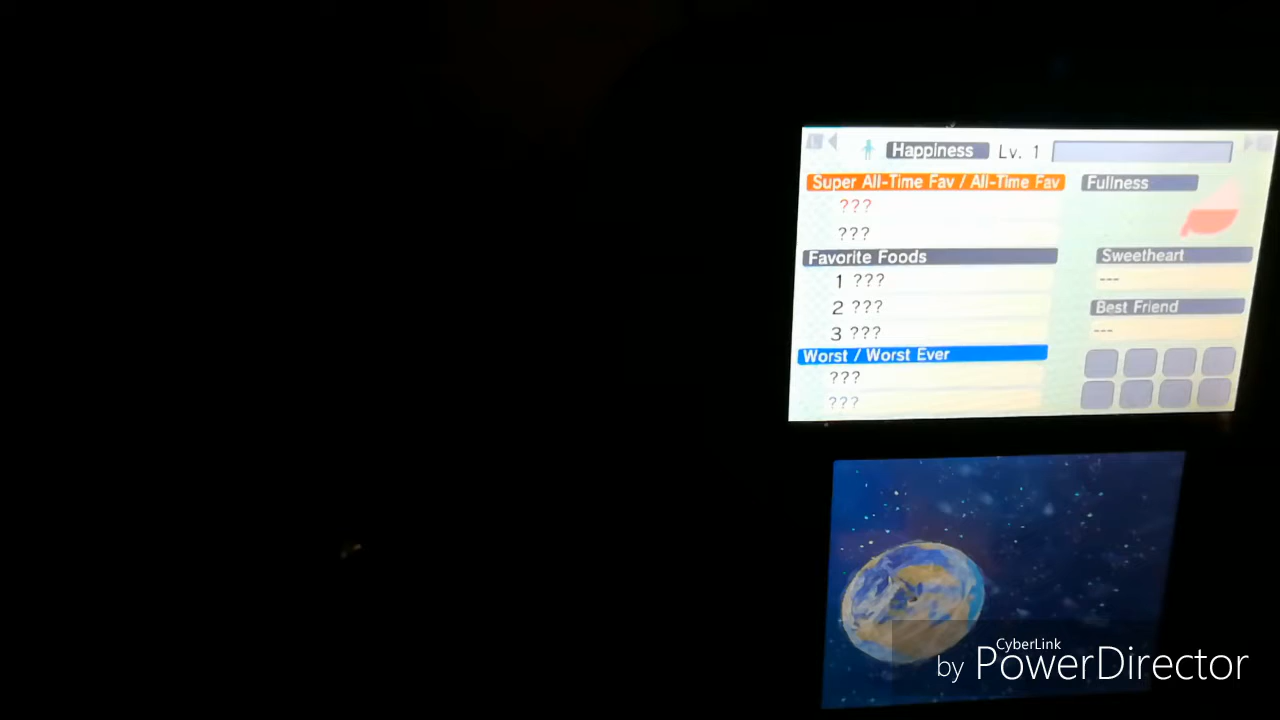 L
Happiness Lv. 1
Super All-Time Fav / All-Time Fav
???
???
Favorite Foods
1 ???
2 ???
3 ???
Worst / Worst Ever
???
???
Fullness
Sweetheart
---
Best Friend
---
CyberLink
by PowerDirector